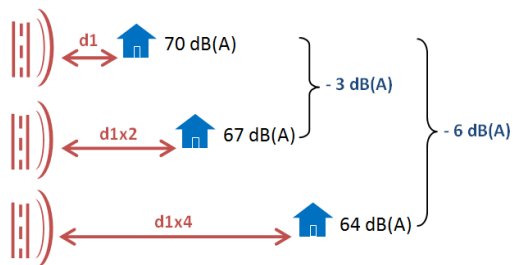 d1
70 dB(A)
- 3 dB(A)
d1x2
67 dB(A)
- 6 dB(A)
d1x4
64 dB(A)